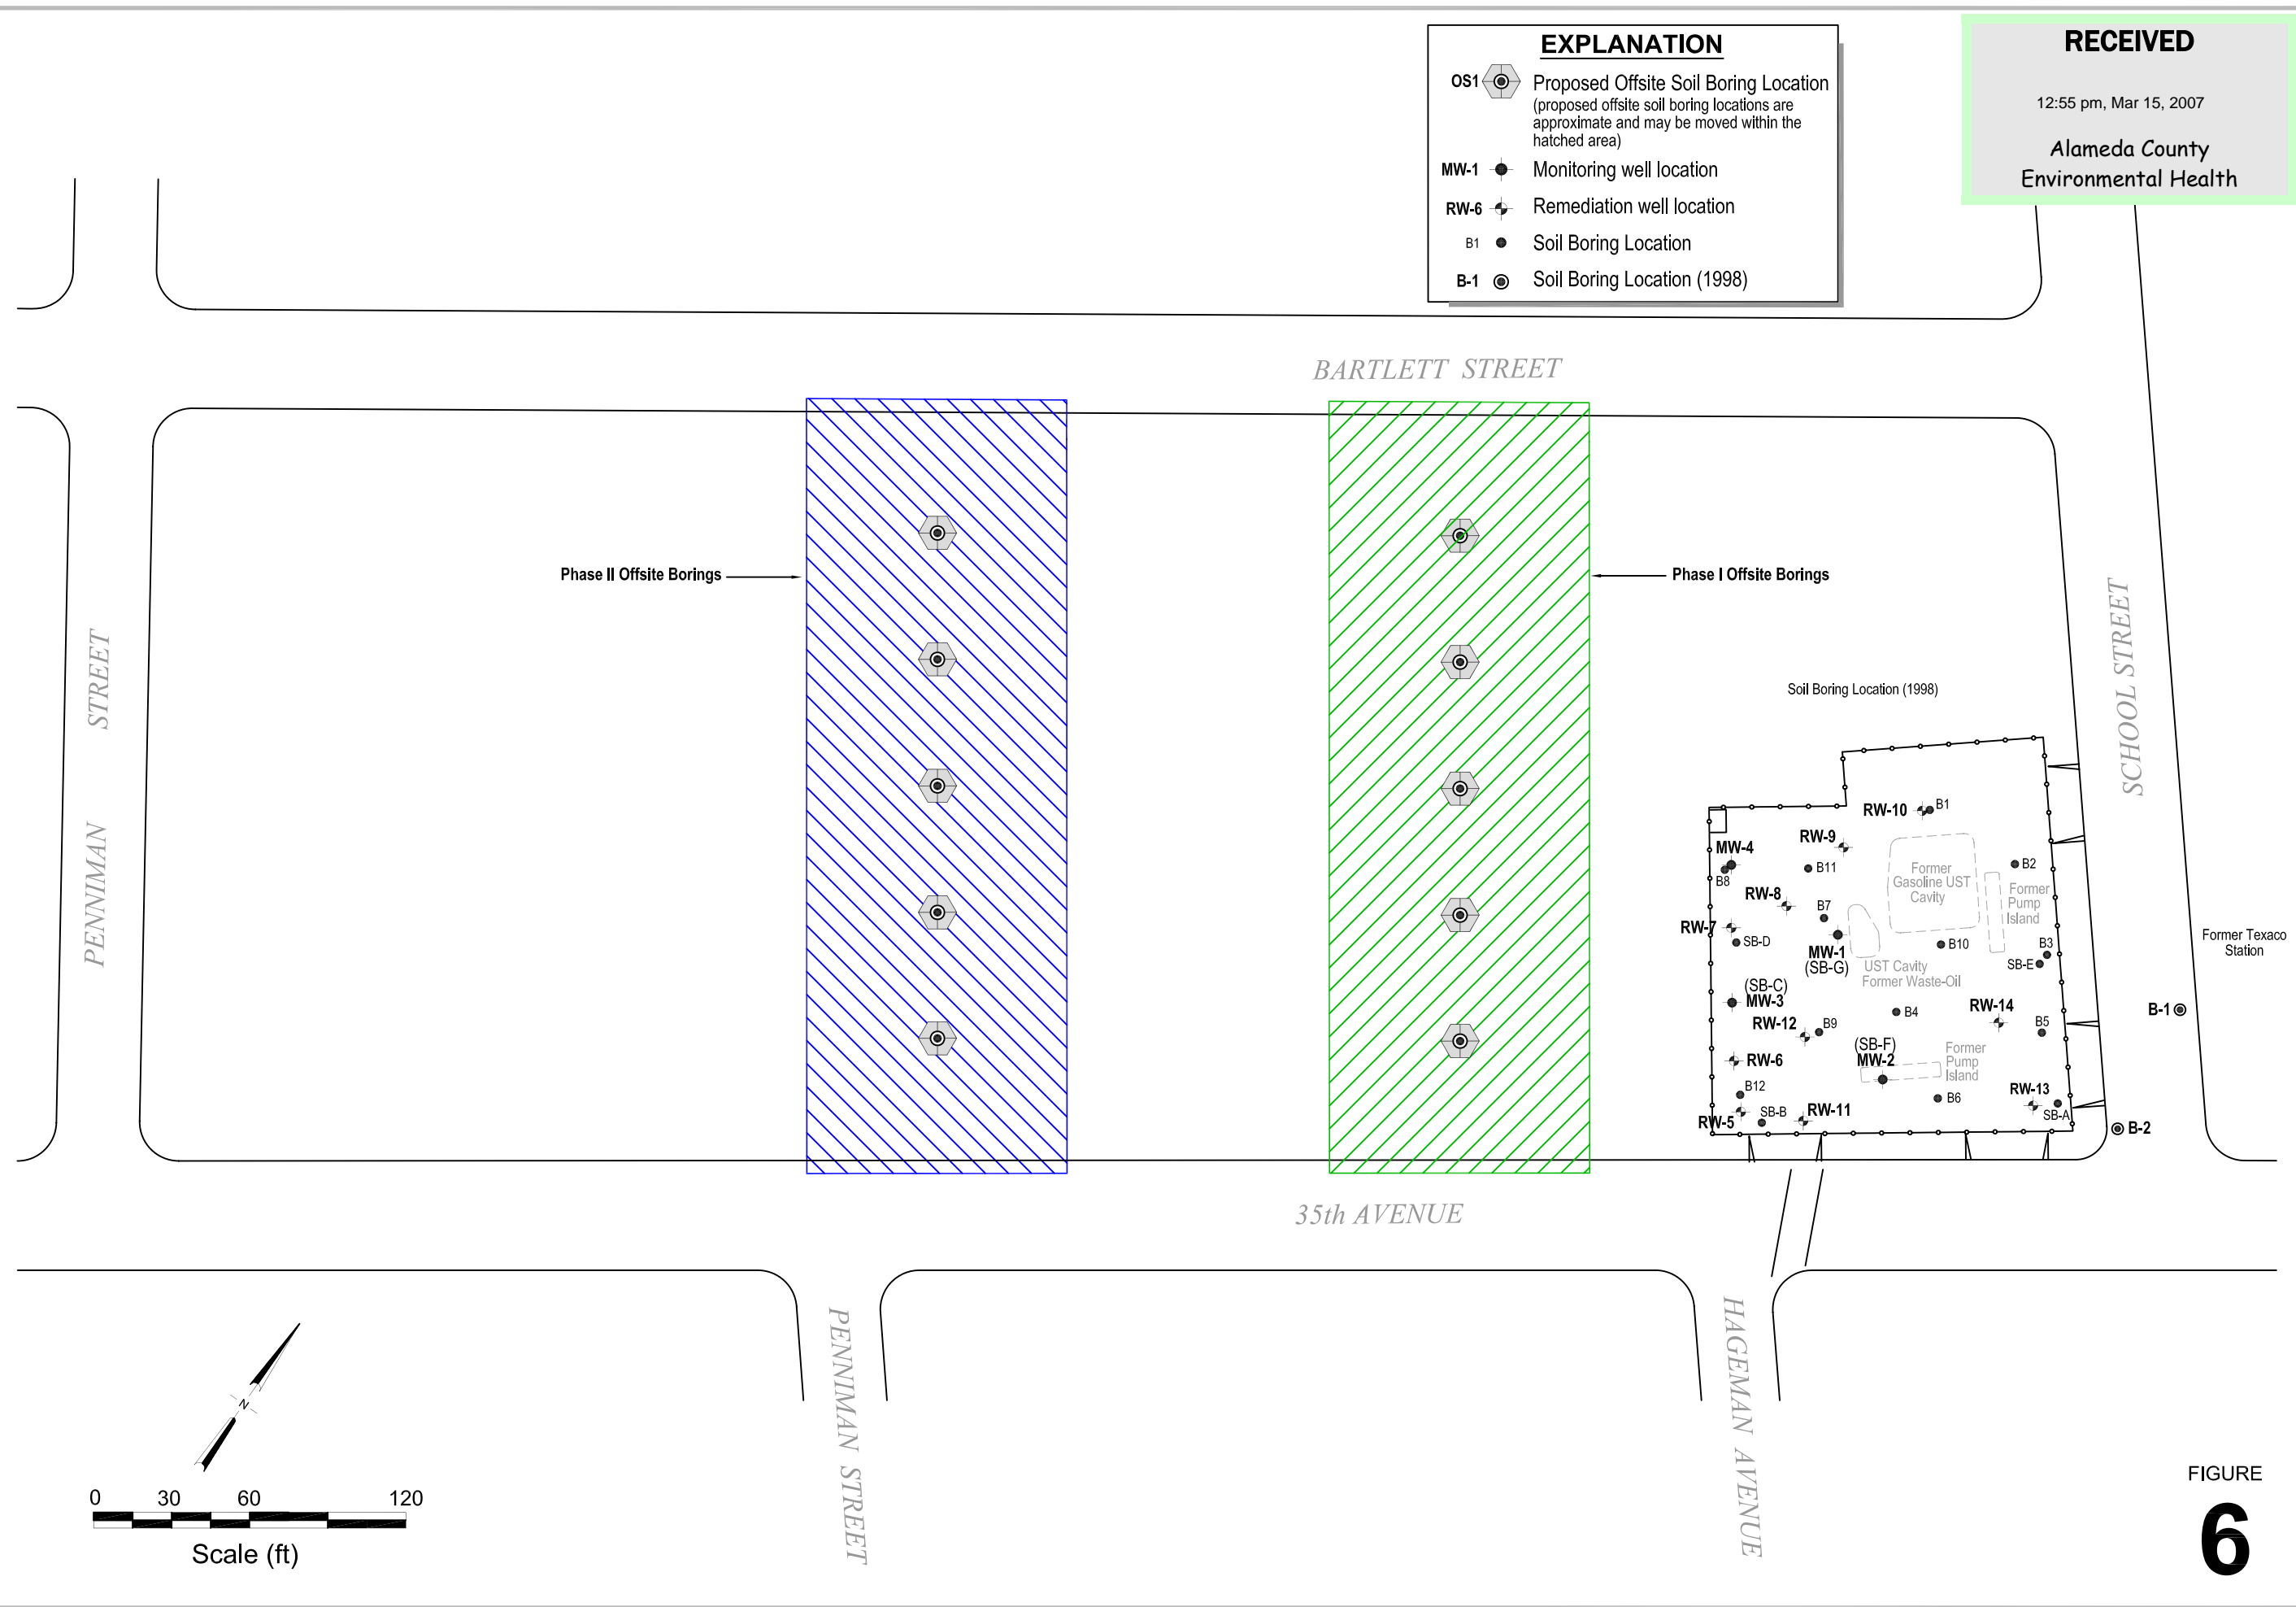 EXPLANATION
OS1 Proposed Offsite Soil Boring Location
(proposed offsite soil boring locations are
approximate and may be moved within the
hatched area)
MW-1 Monitoring well location
RW-6 Remediation well location
B1 Soil Boring Location
B-1 Soil Boring Location (1998)
RECEIVED
12:55 pm, Mar 15, 2007
Alameda County
Environmental Health
BARTLETT STREET
Phase II Offsite Borings
Phase I Offsite Borings
PENNIMAN STREET
SCHOOL STREET
Soil Boring Location (1998)
RW-10
B1
RW-9
MW-4
B11
B8
B2
Former
Gasoline UST
Cavity
Former
Pump
Island
RW-8
B7
RW-7
SB-D
MW-1
(SB-G)
B10
B3
SB-E
UST Cavity
Former Waste-Oil
Former Texaco
Station
(SB-C)
MW-3
RW-12
B9
B4
RW-14
B5
B-1
(SB-F)
MW-2
Former
Pump
Island
RW-6
B12
B6
RW-13
SB-A
RW-5
SB-B
RW-11
B-2
35th AVENUE
PENNIMAN STREET
HAGEMAN AVENUE
N
0 30 60 120
Scale (ft)
FIGURE
6